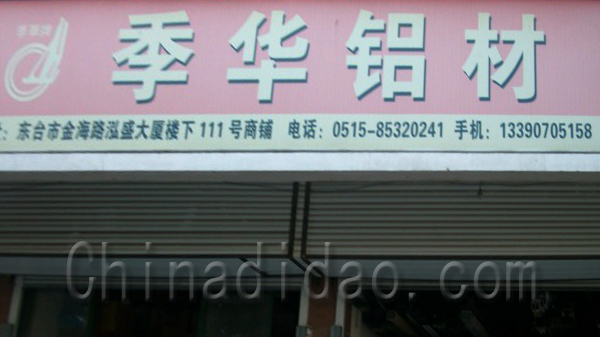 季华铝材
址：东台市金海路泓盛大厦楼下111号商铺 电话：0515-85320241 手机：13390705158
Chinadidao.com